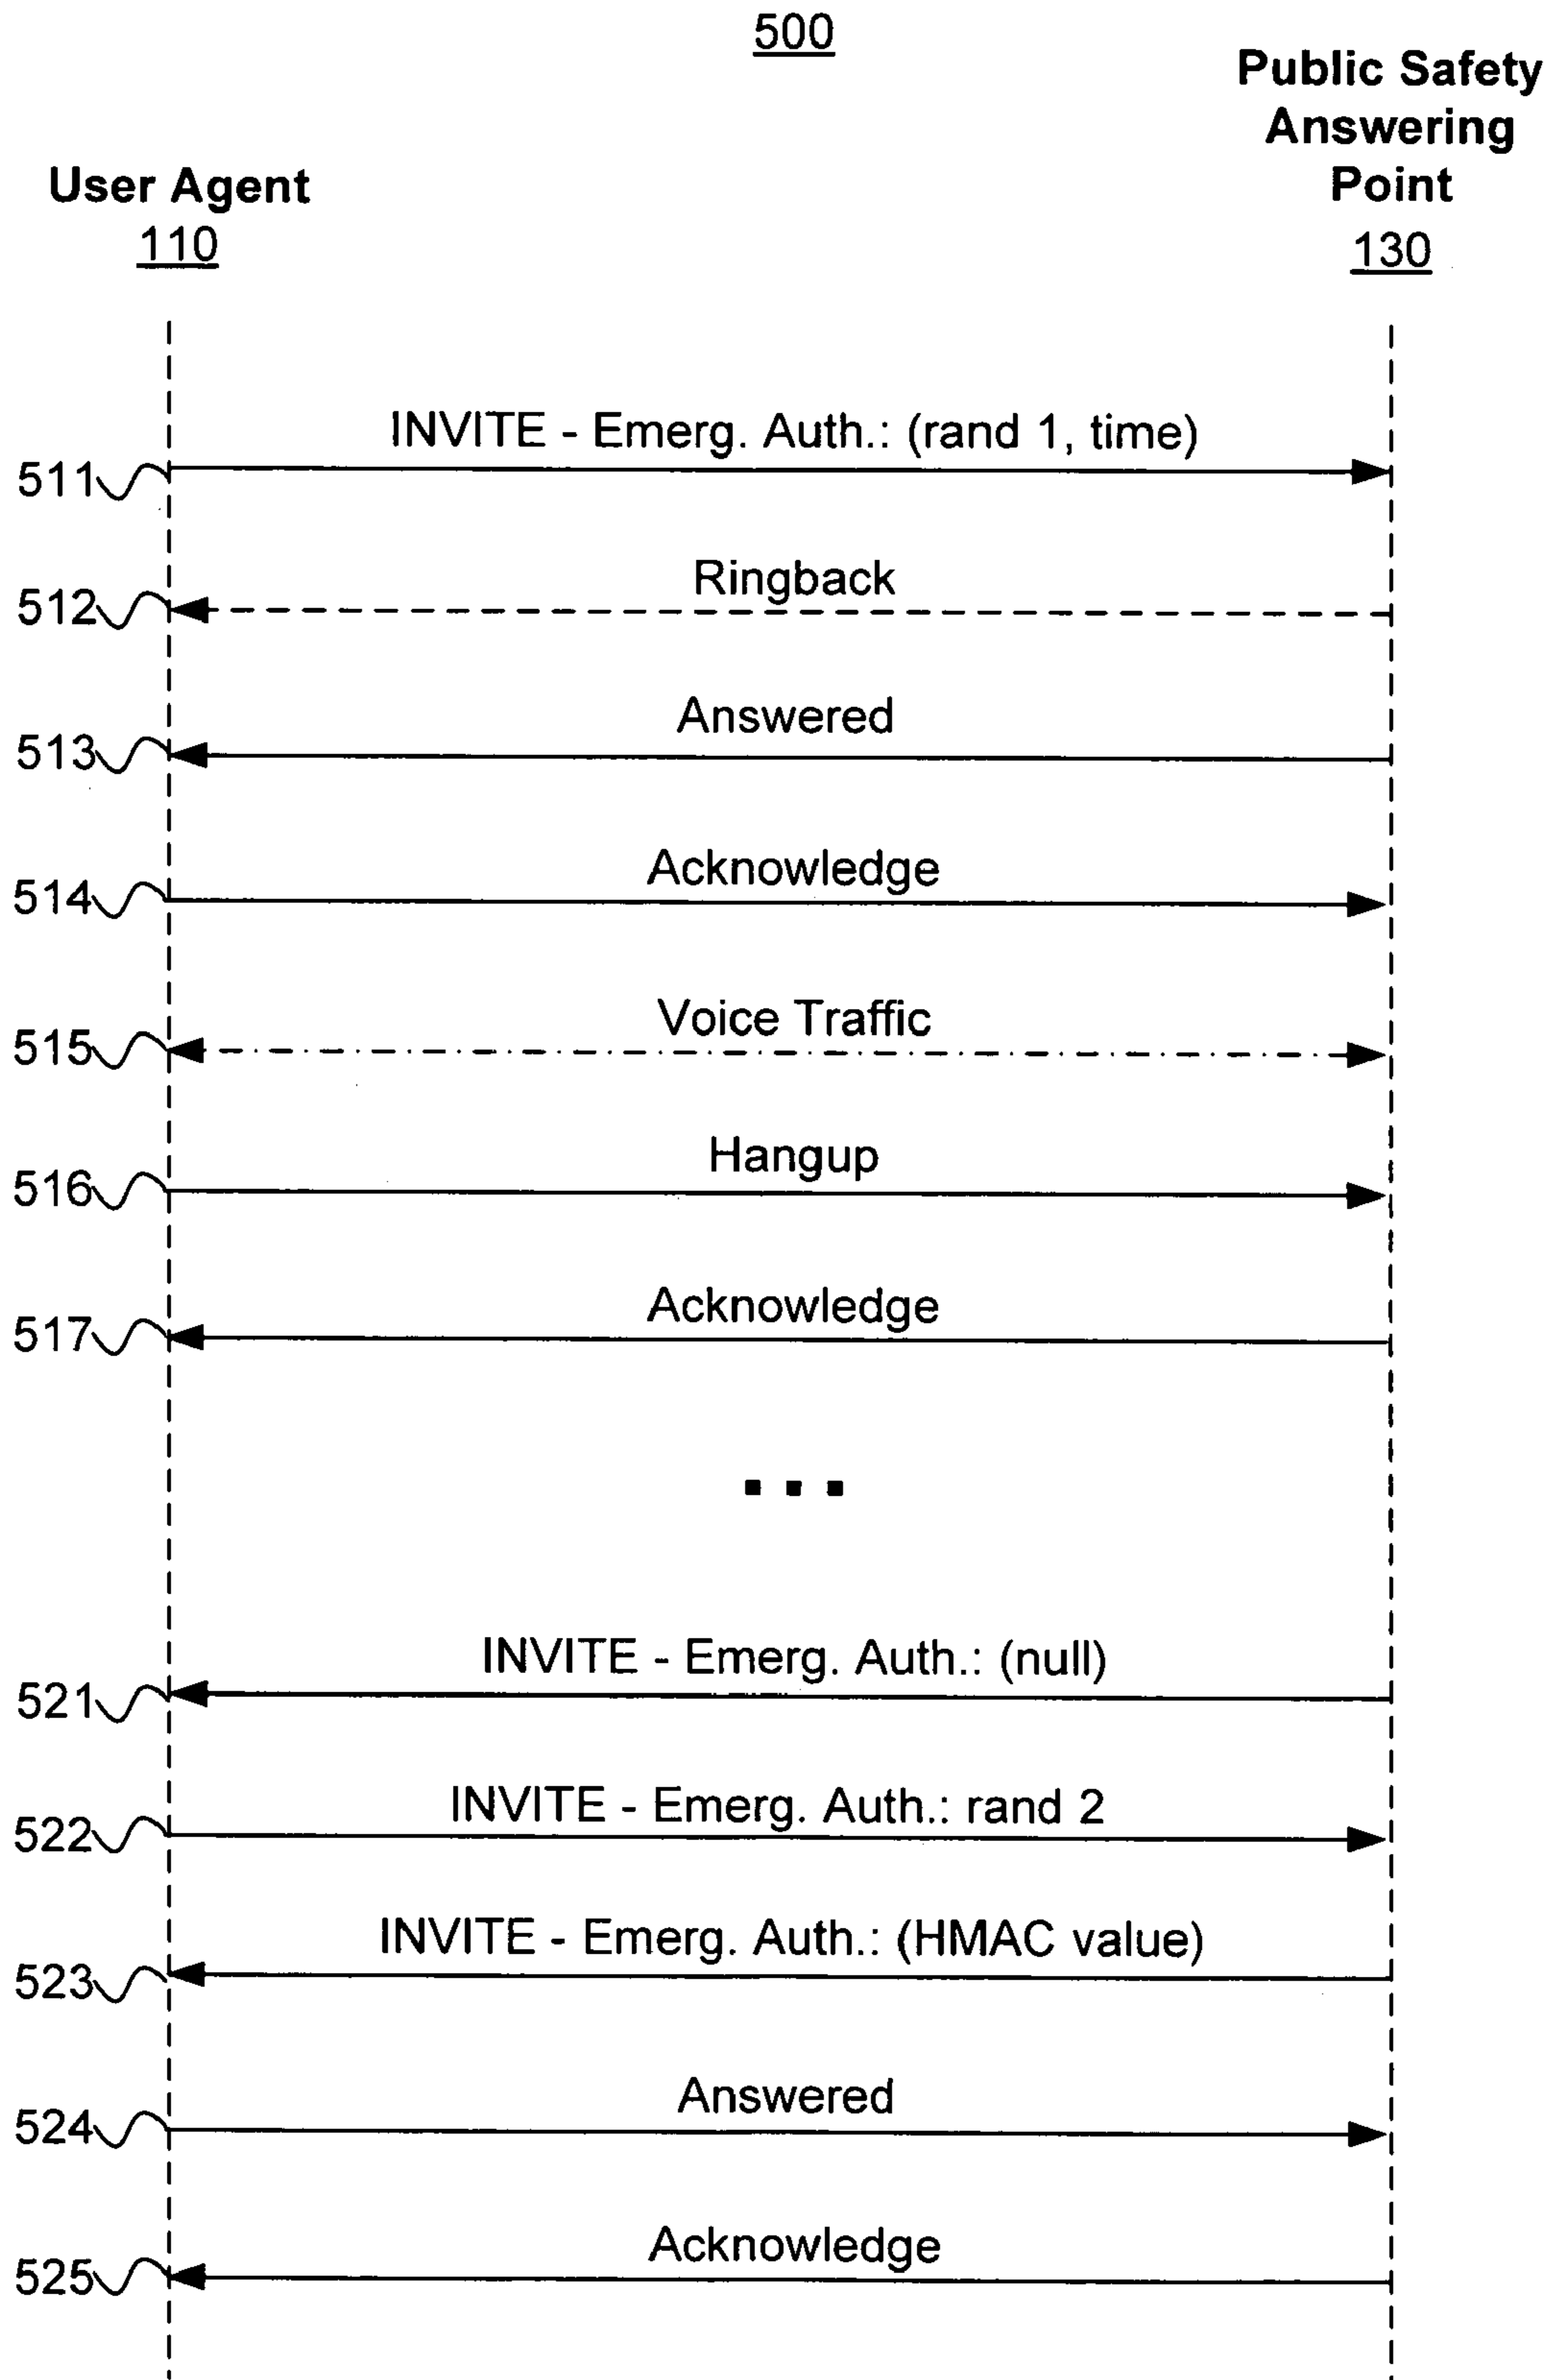 500
Public Safety
Answering
Point
130
User Agent
110
INVITE - Emerg. Auth.: (rand 1, time)
511
Ringback
512
Answered
513
Acknowledge
514
Voice Traffic
515
Hangup
516
Acknowledge
517
...
INVITE - Emerg. Auth.: (null)
521
INVITE - Emerg. Auth.: rand 2
522
INVITE - Emerg. Auth.: (HMAC value)
523
Answered
524
Acknowledge
525